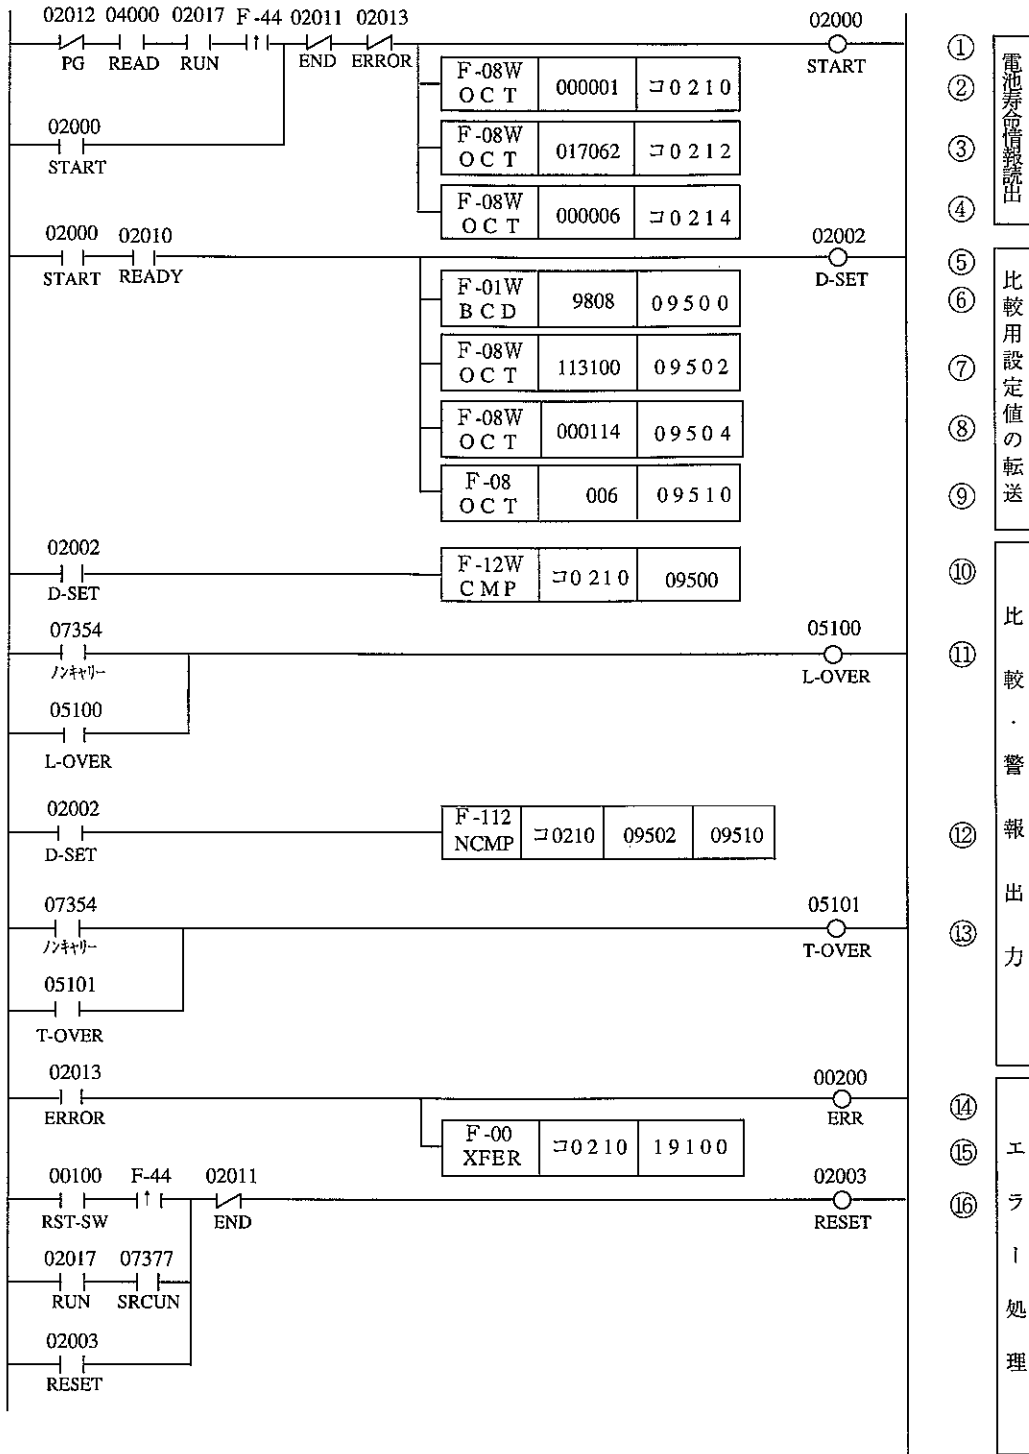 02012 04000 02017 F-44 02011 02013 02000
PG READ RUN END ERROR START ①
F-08W OCT 000001 コ0210 ②
02000
START
F-08W OCT 017062 コ0212 ③
F-08W OCT 000006 コ0214 ④
電池寿命情報読出
02000 02010 02002
START READY D-SET ⑤
F-01W BCD 9808 09500 ⑥
F-08W OCT 113100 09502 ⑦
F-08W OCT 000114 09504 ⑧
F-08 OCT 006 09510 ⑨
比較用設定値の転送
02002
D-SET
F-12W CMP コ0210 09500 ⑩
07354 05100
ノンキャリー L-OVER ⑪
05100
L-OVER
02002
D-SET
F-112 NCMP コ0210 09502 09510 ⑫
07354 05101
ノンキャリー T-OVER ⑬
05101
T-OVER
比較・警報出力
02013 00200
ERROR ERR ⑭
F-00 XFER コ0210 19100 ⑮
00100 F-44 02011 02003
RST-SW END RESET ⑯
02017 07377
RUN SRCUN
02003
RESET
エラー処理